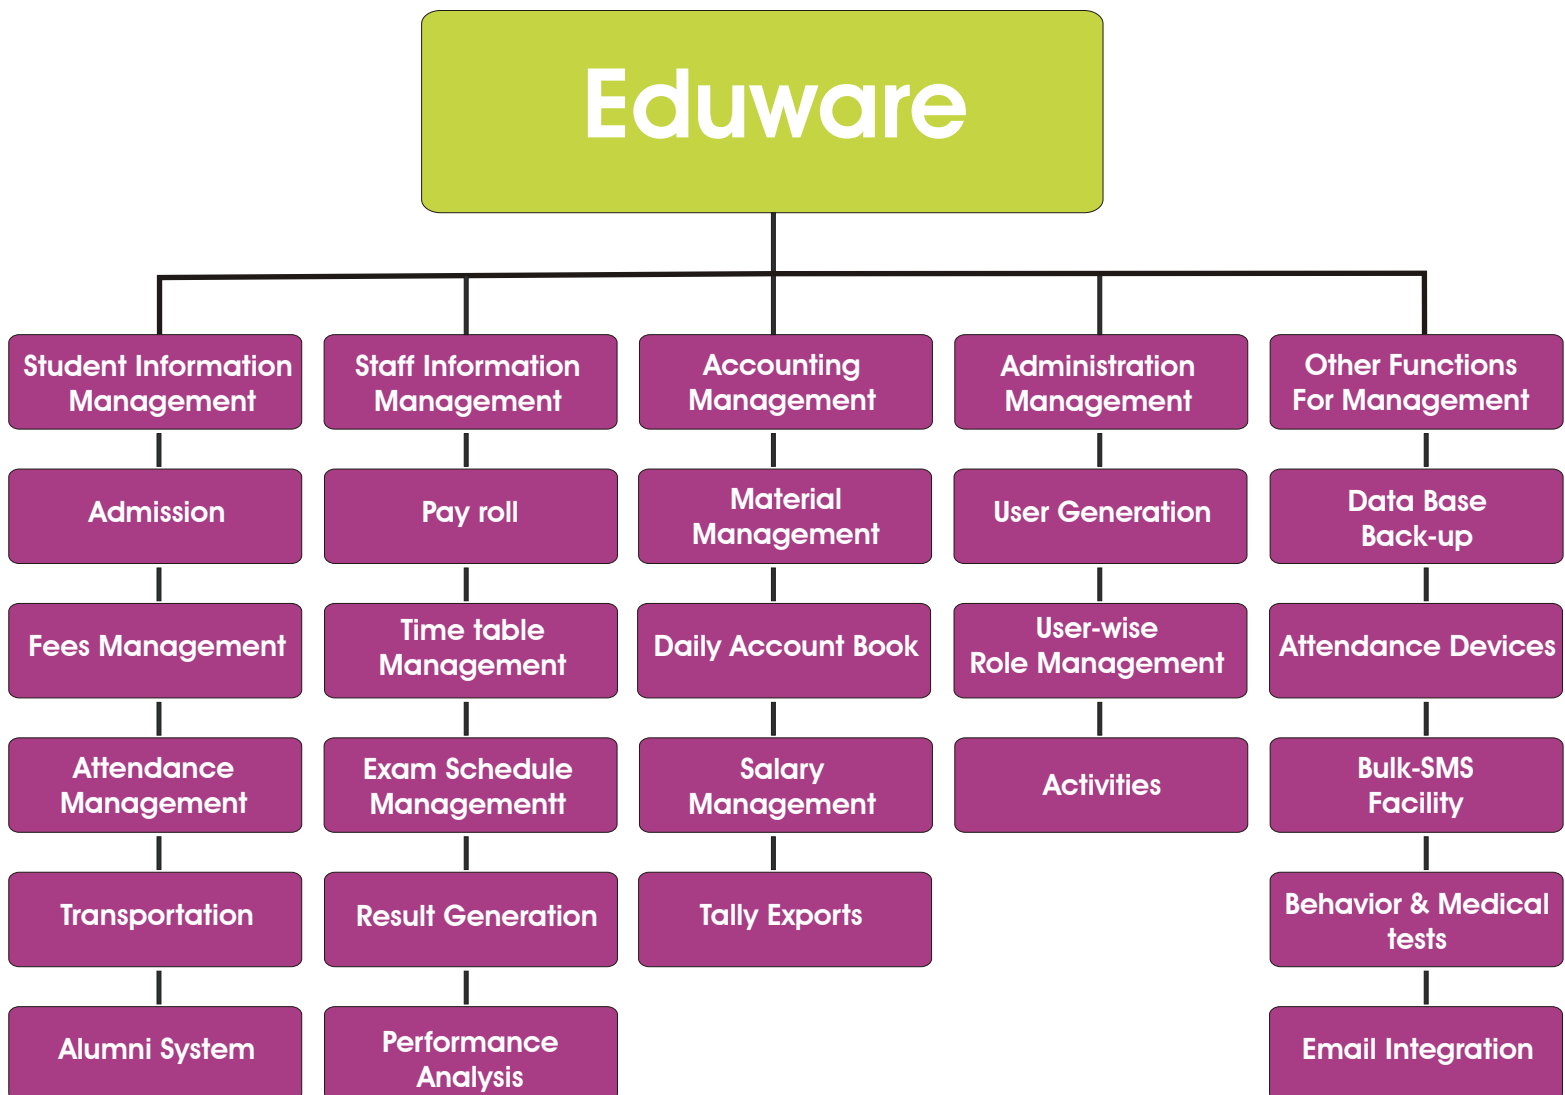 Eduware
Student Information
Management
Staff Information
Management
Accounting
Management
Administration
Management
Other Functions
For Management
Admission
Pay roll
Material
Management
User Generation
Data Base
Back-up
Fees Management
Time table
Management
Daily Account Book
User-wise
Role Management
Attendance Devices
Attendance
Management
Exam Schedule
Managementt
Salary
Management
Activities
Bulk-SMS
Facility
Transportation
Result Generation
Tally Exports
Behavior & Medical
tests
Alumni System
Performance
Analysis
Email Integration